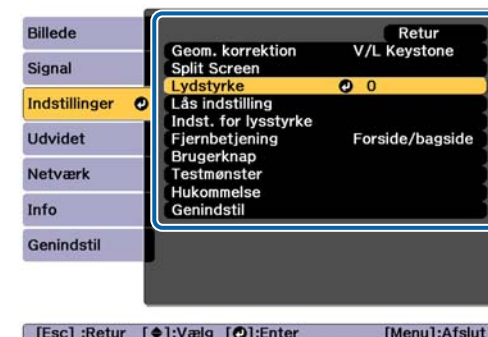 Billede
Signal
Indstillinger
Udvidet
Netværk
Info
Genindstil
Retur
Geom. korrektion V/L Keystone
Split Screen
Lydstyrke 0
Lås indstilling
Indst. for lysstyrke
Fjernbetjening Forside/bagside
Brugerknap
Testmønster
Hukommelse
Genindstil
[Esc] :Retur [◆]:Vælg [↵]:Enter [Menu]:Afslut